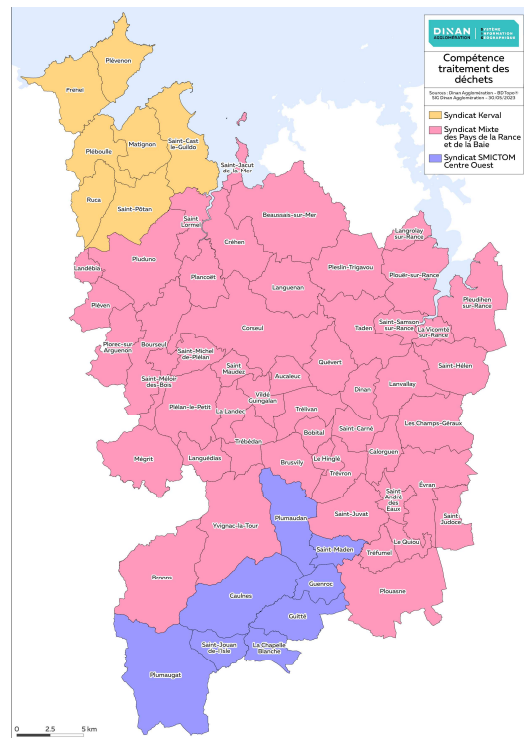 DINAN
AGGLOMÉRATION
SYSTÈME
INFORMATION
GÉOGRAPHIQUE
Compétence
traitement des
déchets
Sources : Dinan Agglomération - BDTopo®
SIG Dinan Agglomération - 30/05/2023
Syndicat Kerval
Syndicat Mixte
des Pays de la Rance
et de la Baie
Syndicat SMICTOM
Centre Ouest
Plévenon
Fréhel
Matignon
Saint-Cast
le-Guildo
Pléboulle
Ruca
Saint-Pôtan
Saint-Jacut
de-la-Mer
Saint
Lormel
Beaussais-sur-Mer
Créhen
Langrolay
sur-Rance
Landébia
Pluduno
Plancoët
Pleslin-Trigavou
Plouër-sur-Rance
Languenan
Pléven
Pleudihen
sur-Rance
Corseul
Taden
Saint-Samson
sur-Rance
La Vicomté
sur-Rance
Plorec-sur
Arguenon
Bourseul
Saint-Michel
de-Plélan
Saint
Maudez
Quévert
Saint-Hélen
Saint-Méloir
des-Bois
Aucaleuc
Dinan
Lanvallay
Vildé
Guingalan
Plélan-le-Petit
La Landec
Trélivan
Bobital
Saint-Carné
Les Champs-Géraux
Trébédan
Calorguen
Mégrit
Languédias
Brusvily
Le Hinglé
Trévron
Évran
Saint
André
des
Eaux
Plumaudan
Saint-Juvat
Saint
Judoce
Yvignac-la-Tour
Le Quiou
Saint-Maden
Tréfumel
Broons
Guenroc
Plouasne
Caulnes
Guitté
Saint-Jouan
de-l'Isle
La Chapelle
Blanche
Plumaugat
0 2.5 5 km